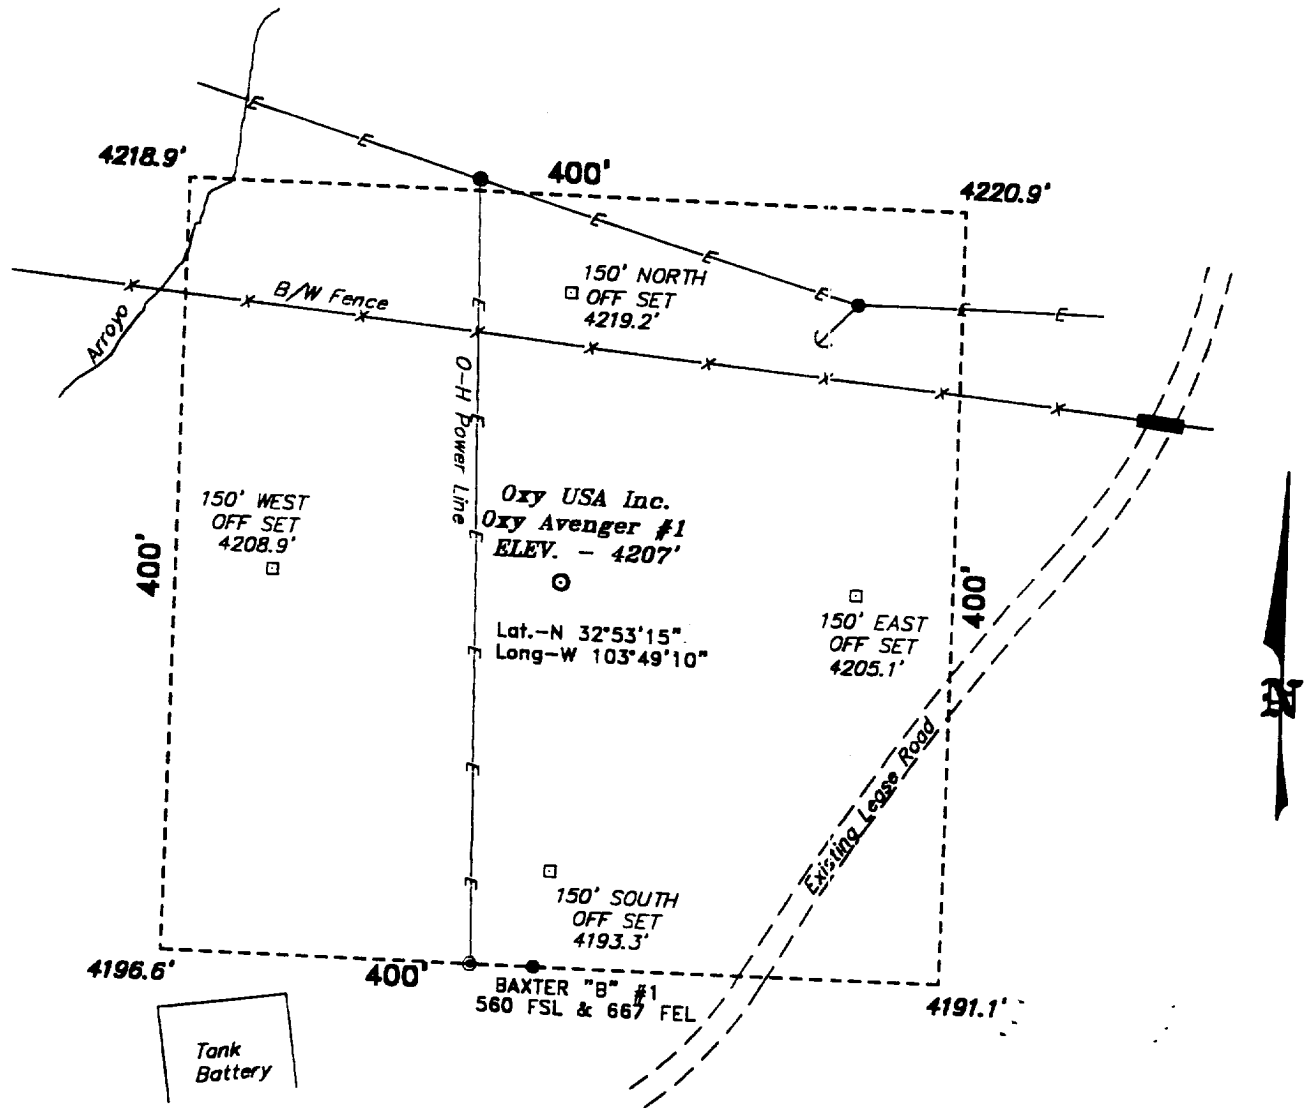 4218.9'
400'
4220.9'
150' NORTH
OFF SET
4219.2'
B/W Fence
Arroyo
O-H Power Line
150' WEST
OFF SET
4208.9'
Oxy USA Inc.
Oxy Avenger #1
ELEV. - 4207'
400'
400'
Lat.-N 32°53'15"
Long-W 103°49'10"
150' EAST
OFF SET
4205.1'
N
Existing Lease Road
150' SOUTH
OFF SET
4193.3'
4196.6'
400'
BAXTER "B" #1
560 FSL & 667 FEL
4191.1'
Tank
Battery